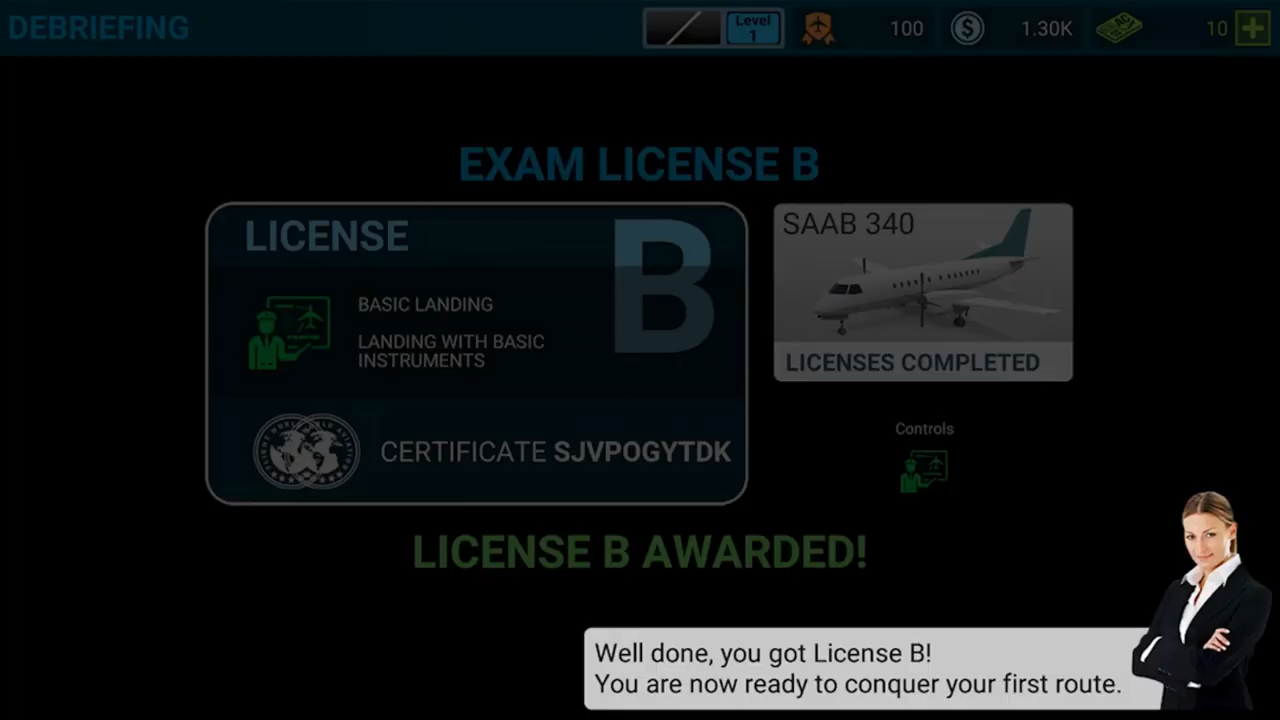 DEBRIEFING
Level
1
100
1.30K
10
EXAM LICENSE B
LICENSE
B
BASIC LANDING
LANDING WITH BASIC
INSTRUMENTS
CERTIFICATE SJVPOGYTDK
SAAB 340
LICENSES COMPLETED
Controls
LICENSE B AWARDED!
Well done, you got License B!
You are now ready to conquer your first route.